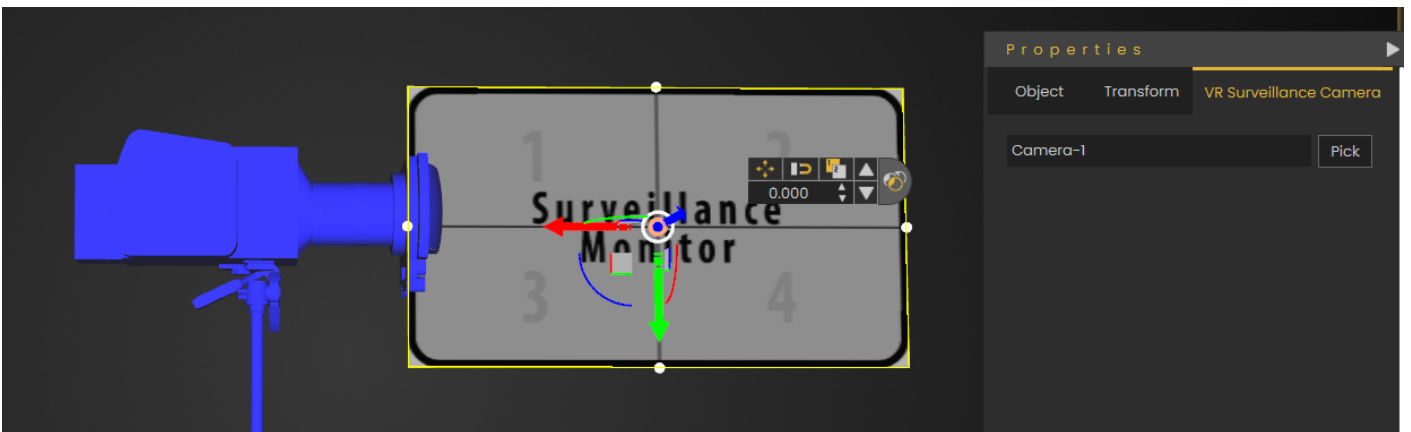 Properties
Object Transform VR Surveillance Camera
Camera-1 Pick
1 2
0.000
Surveillance
Monitor
3 4